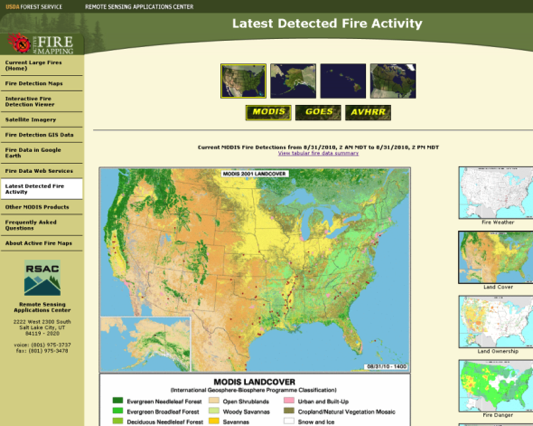 USDA FOREST SERVICE
REMOTE SENSING APPLICATIONS CENTER
Latest Detected Fire Activity
FIRE
MAPPING
Current Large Fires
(Home)
Fire Detection Maps
Interactive Fire
Detection Viewer
Satellite Imagery
Fire Detection GIS Data
Fire Data in Google
Earth
Fire Data Web Services
Latest Detected Fire
Activity
Other MODIS Products
Frequently Asked
Questions
About Active Fire Maps
RSAC
Remote Sensing
Applications Center
2222 West 2300 South
Salt Lake City, UT
84119 - 2020
voice: (801) 975-3737
fax: (801) 975-3478
MODIS
GOES
AVHRR
Current MODIS Fire Detections from 8/31/2010, 2 AM MDT to 8/31/2010, 2 PM MDT
View tabular fire data summary
MODIS 2001 LANDCOVER
08/31/10 - 1400
MODIS LANDCOVER
(International Geosphere-Biosphere Programme Classification)
Evergreen Needleleaf Forest
Open Shrublands
Urban and Built-Up
Evergreen Broadleaf Forest
Woody Savannas
Cropland/Natural Vegetation Mosaic
Deciduous Needleleaf Forest
Savannas
Snow and Ice
Fire Weather
Land Cover
Land Ownership
Fire Danger